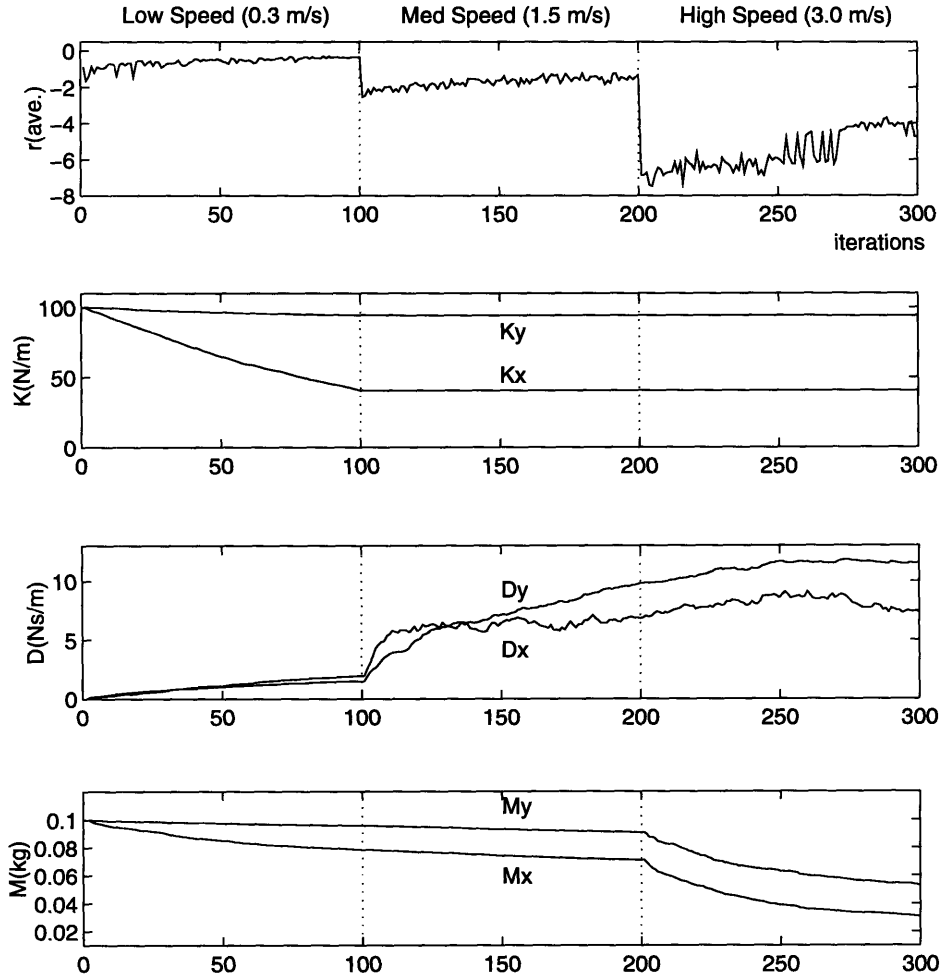 Low Speed (0.3 m/s) Med Speed (1.5 m/s) High Speed (3.0 m/s)
r(ave.)
0
−2
−4
−6
−8
0 50 100 150 200 250 300
iterations
K(N/m)
100
50
0
Ky
Kx
0 50 100 150 200 250 300
D(Ns/m)
10
5
0
Dy
Dx
0 50 100 150 200 250 300
M(kg)
0.1
0.08
0.06
0.04
0.02
My
Mx
0 50 100 150 200 250 300